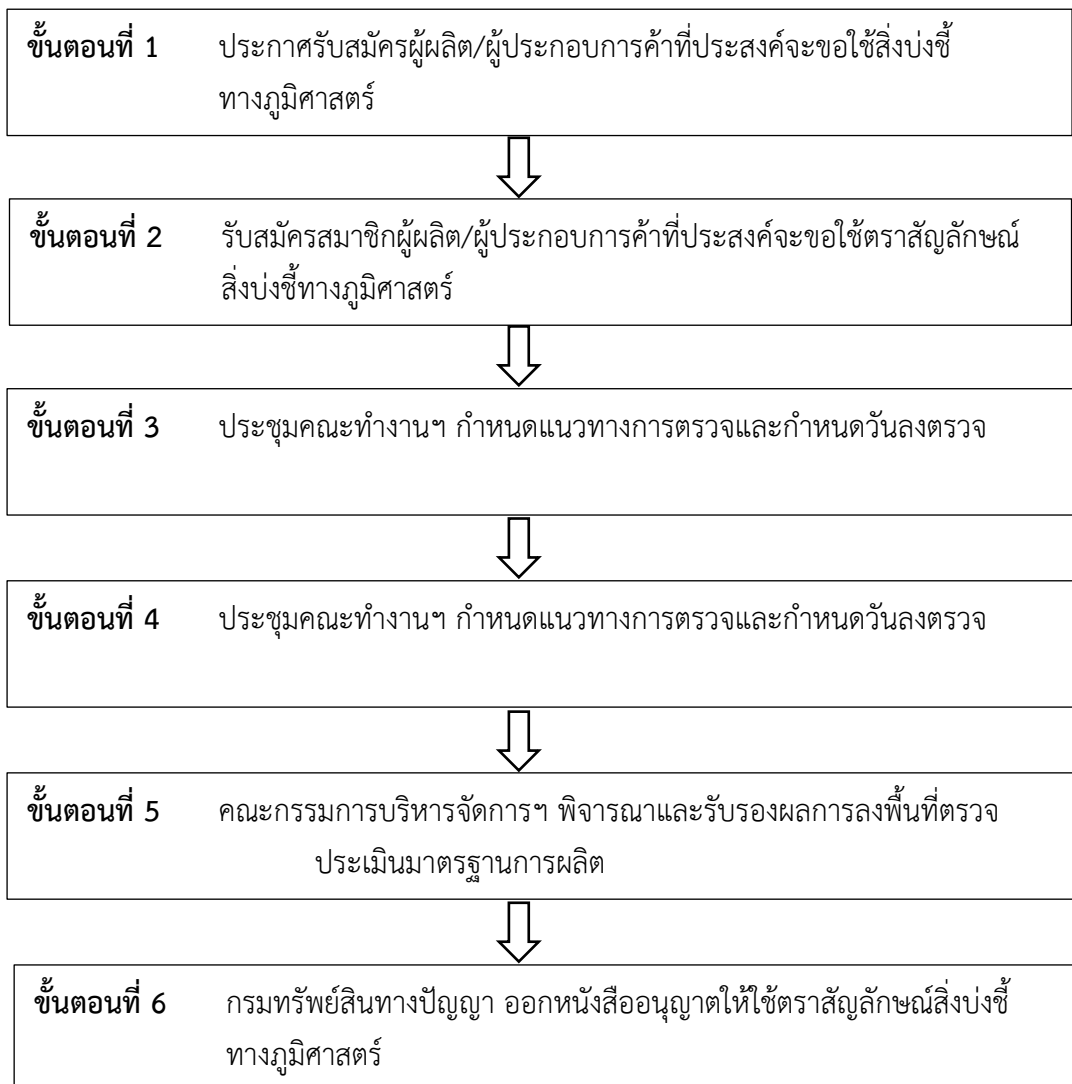 ขั้นตอนที่ 1 ประกาศรับสมัครผู้ผลิต/ผู้ประกอบการค้าที่ประสงค์จะขอใช้สิ่งบ่งชี้
ทางภูมิศาสตร์
ขั้นตอนที่ 2 รับสมัครสมาชิกผู้ผลิต/ผู้ประกอบการค้าที่ประสงค์จะขอใช้ตราสัญลักษณ์
สิ่งบ่งชี้ทางภูมิศาสตร์
ขั้นตอนที่ 3 ประชุมคณะทำงานฯ กำหนดแนวทางการตรวจและกำหนดวันลงตรวจ
ขั้นตอนที่ 4 ประชุมคณะทำงานฯ กำหนดแนวทางการตรวจและกำหนดวันลงตรวจ
ขั้นตอนที่ 5 คณะกรรมการบริหารจัดการฯ พิจารณาและรับรองผลการลงพื้นที่ตรวจ
ประเมินมาตรฐานการผลิต
ขั้นตอนที่ 6 กรมทรัพย์สินทางปัญญา ออกหนังสืออนุญาตให้ใช้ตราสัญลักษณ์สิ่งบ่งชี้
ทางภูมิศาสตร์